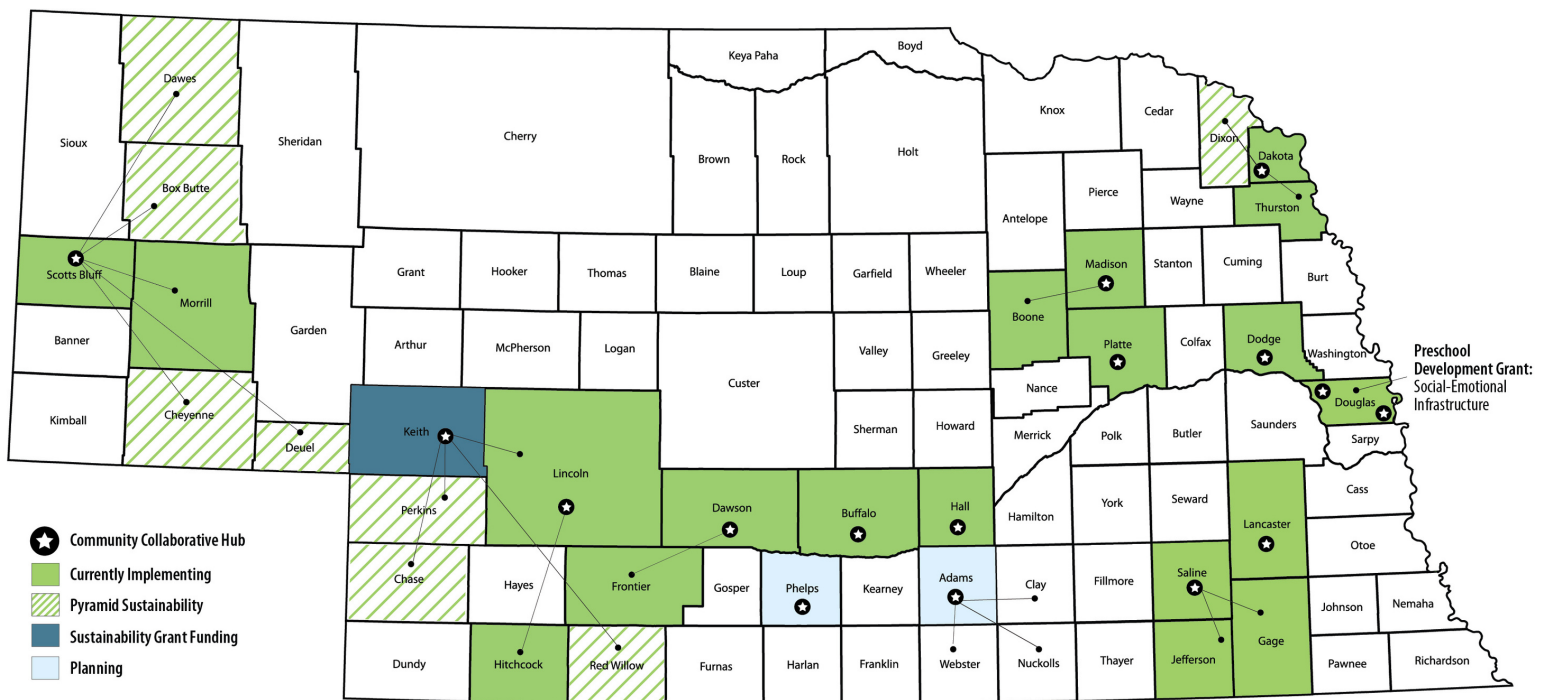 Boyd
Keya Paha
Dawes
Knox
Cedar
Cherry
Sheridan
Sioux
Dixon
Holt
Brown
Rock
Dakota
Box Butte
Pierce
Wayne
Thurston
Antelope
Madison
Stanton
Cuming
Scotts Bluff
Grant
Hooker
Thomas
Blaine
Loup
Garfield
Wheeler
Burt
Morrill
Boone
Garden
Banner
Arthur
McPherson
Logan
Valley
Greeley
Platte
Colfax
Dodge
Washington
Preschool
Development Grant:
Social-Emotional
Infrastructure
Custer
Nance
Douglas
Kimball
Cheyenne
Keith
Sherman
Howard
Merrick
Polk
Butler
Saunders
Sarpy
Deuel
Lincoln
Cass
Perkins
Dawson
Buffalo
Hall
Hamilton
York
Seward
Lancaster
Otoe
Community Collaborative Hub
Currently Implementing
Pyramid Sustainability
Sustainability Grant Funding
Planning
Chase
Hayes
Frontier
Gosper
Phelps
Kearney
Adams
Clay
Fillmore
Saline
Johnson
Nemaha
Gage
Dundy
Hitchcock
Red Willow
Furnas
Harlan
Franklin
Webster
Nuckolls
Thayer
Jefferson
Pawnee
Richardson